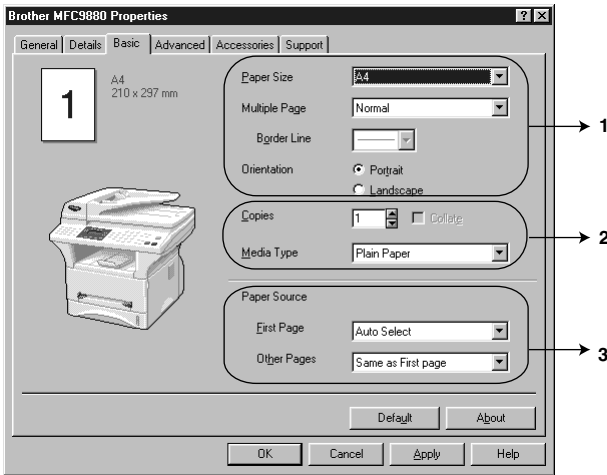 Brother MFC9880 Properties
General Details Basic Advanced Accessories Support
1
A4
210 x 297 mm
Paper Size A4
Multiple Page Normal
Border Line
Orientation Portrait
Landscape
1
Copies 1 Collate
Media Type Plain Paper
2
Paper Source
First Page Auto Select
Other Pages Same as First page
3
Default About
OK Cancel Apply Help